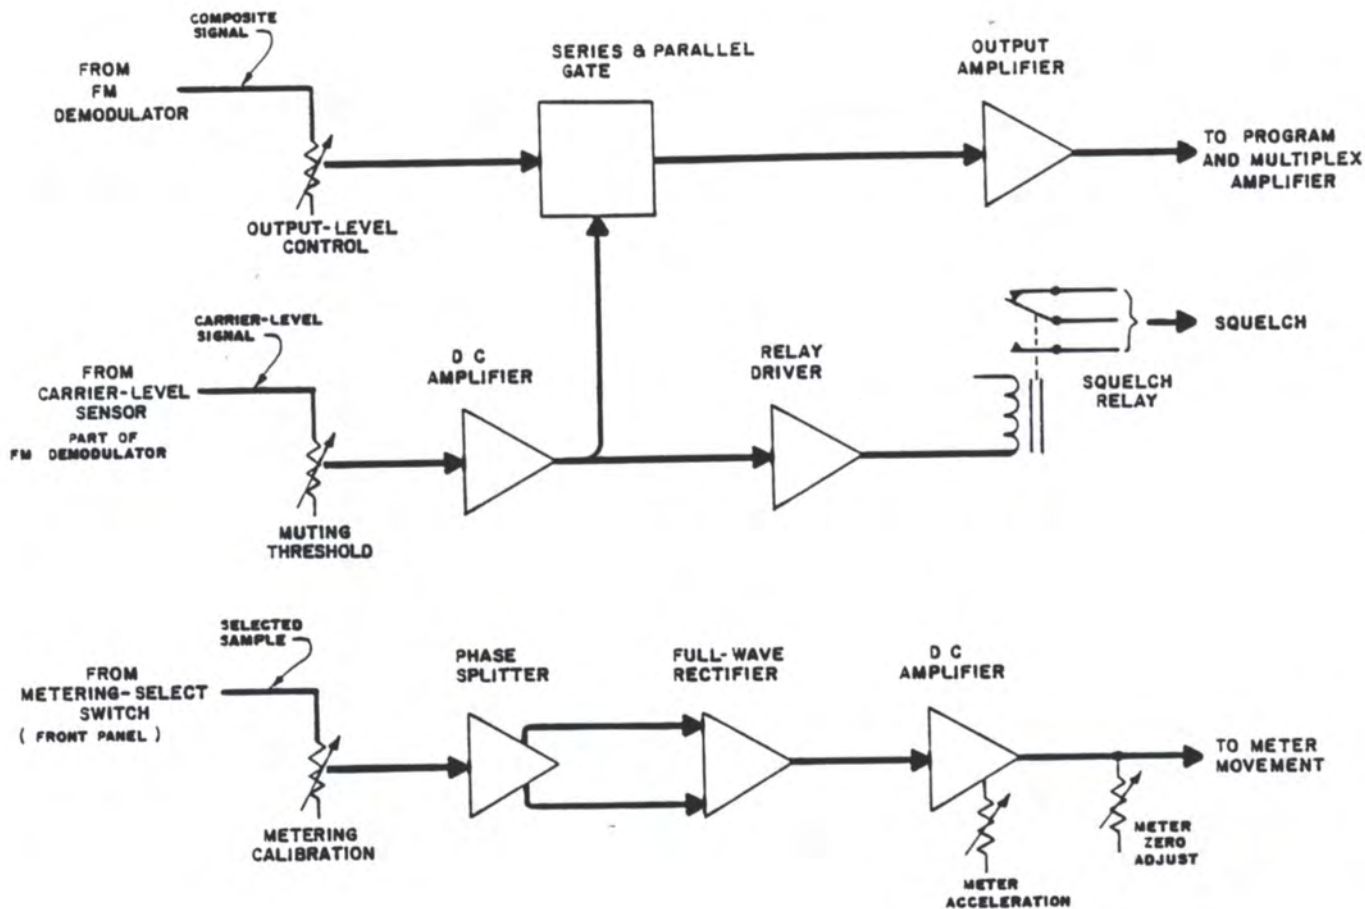 COMPOSITE
SIGNAL
FROM
FM
DEMODULATOR
OUTPUT-LEVEL
CONTROL
SERIES & PARALLEL
GATE
OUTPUT
AMPLIFIER
TO PROGRAM
AND MULTIPLEX
AMPLIFIER
CARRIER-LEVEL
SIGNAL
FROM
CARRIER-LEVEL
SENSOR
PART OF
FM DEMODULATOR
MUTING
THRESHOLD
D C
AMPLIFIER
RELAY
DRIVER
SQUELCH
RELAY
SQUELCH
SELECTED
SAMPLE
FROM
METERING-SELECT
SWITCH
( FRONT PANEL )
METERING
CALIBRATION
PHASE
SPLITTER
FULL-WAVE
RECTIFIER
D C
AMPLIFIER
METER
ACCELERATION
METER
ZERO
ADJUST
TO METER
MOVEMENT